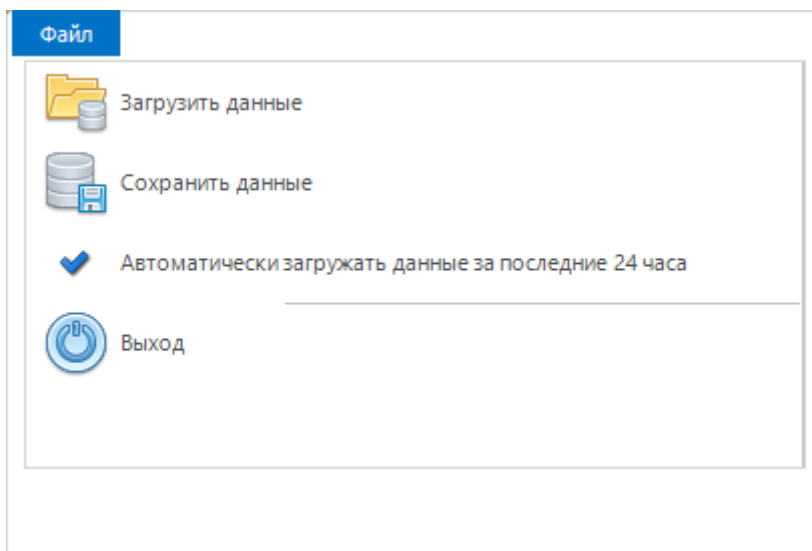 Файл
Загрузить данные
Сохранить данные
Автоматически загружать данные за последние 24 часа
Выход